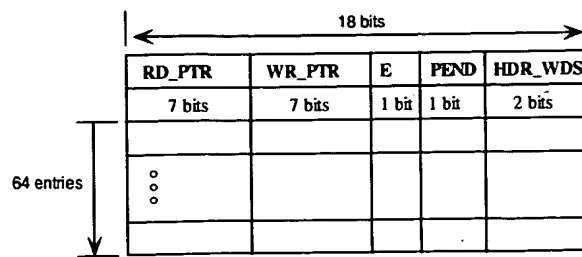 18 bits
RD_PTR WR_PTR E PEND HDR_WDS
7 bits 7 bits 1 bit 1 bit 2 bits
64 entries